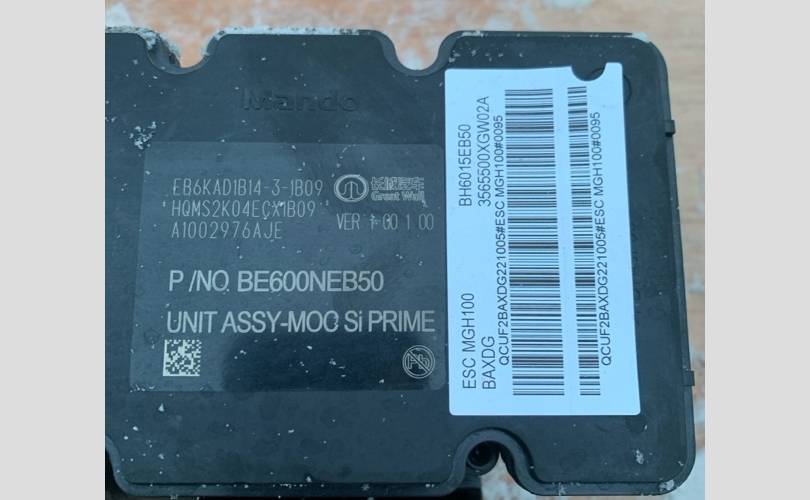 Mando
EB6KAD1B14-3-1B09
HQMS2K04ECX1B09
A1002976AJE
长城汽车
Great Wall
VER 1.00 1.00
P/NO. BE600NEB50
UNIT ASSY-MOC Si PRIME
Pb
BH6015EB50
3565500XGW02A
ESC MGH100
BAXDG
QCUF2BAXDG221005#ESC MGH100#0095
QCUF2BAXDG221005#ESC MGH100#0095